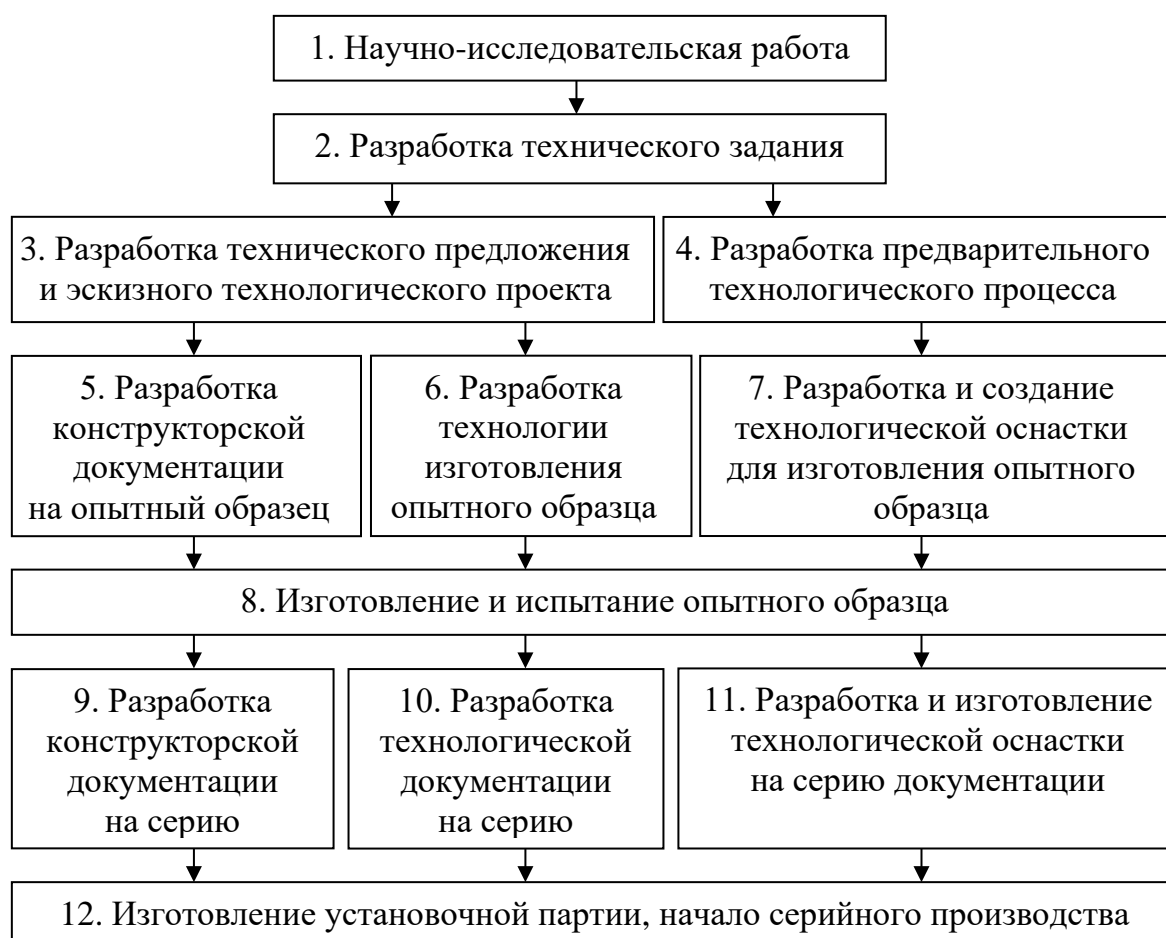 1. Научно-исследовательская работа
2. Разработка технического задания
3. Разработка технического предложения
и эскизного технологического проекта
4. Разработка предварительного
технологического процесса
5. Разработка
конструкторской
документации
на опытный образец
6. Разработка
технологии
изготовления
опытного образца
7. Разработка и создание
технологической оснастки
для изготовления опытного
образца
8. Изготовление и испытание опытного образца
9. Разработка
конструкторской
документации
на серию
10. Разработка
технологической
документации
на серию
11. Разработка и изготовление
технологической оснастки
на серию документации
12. Изготовление установочной партии, начало серийного производства